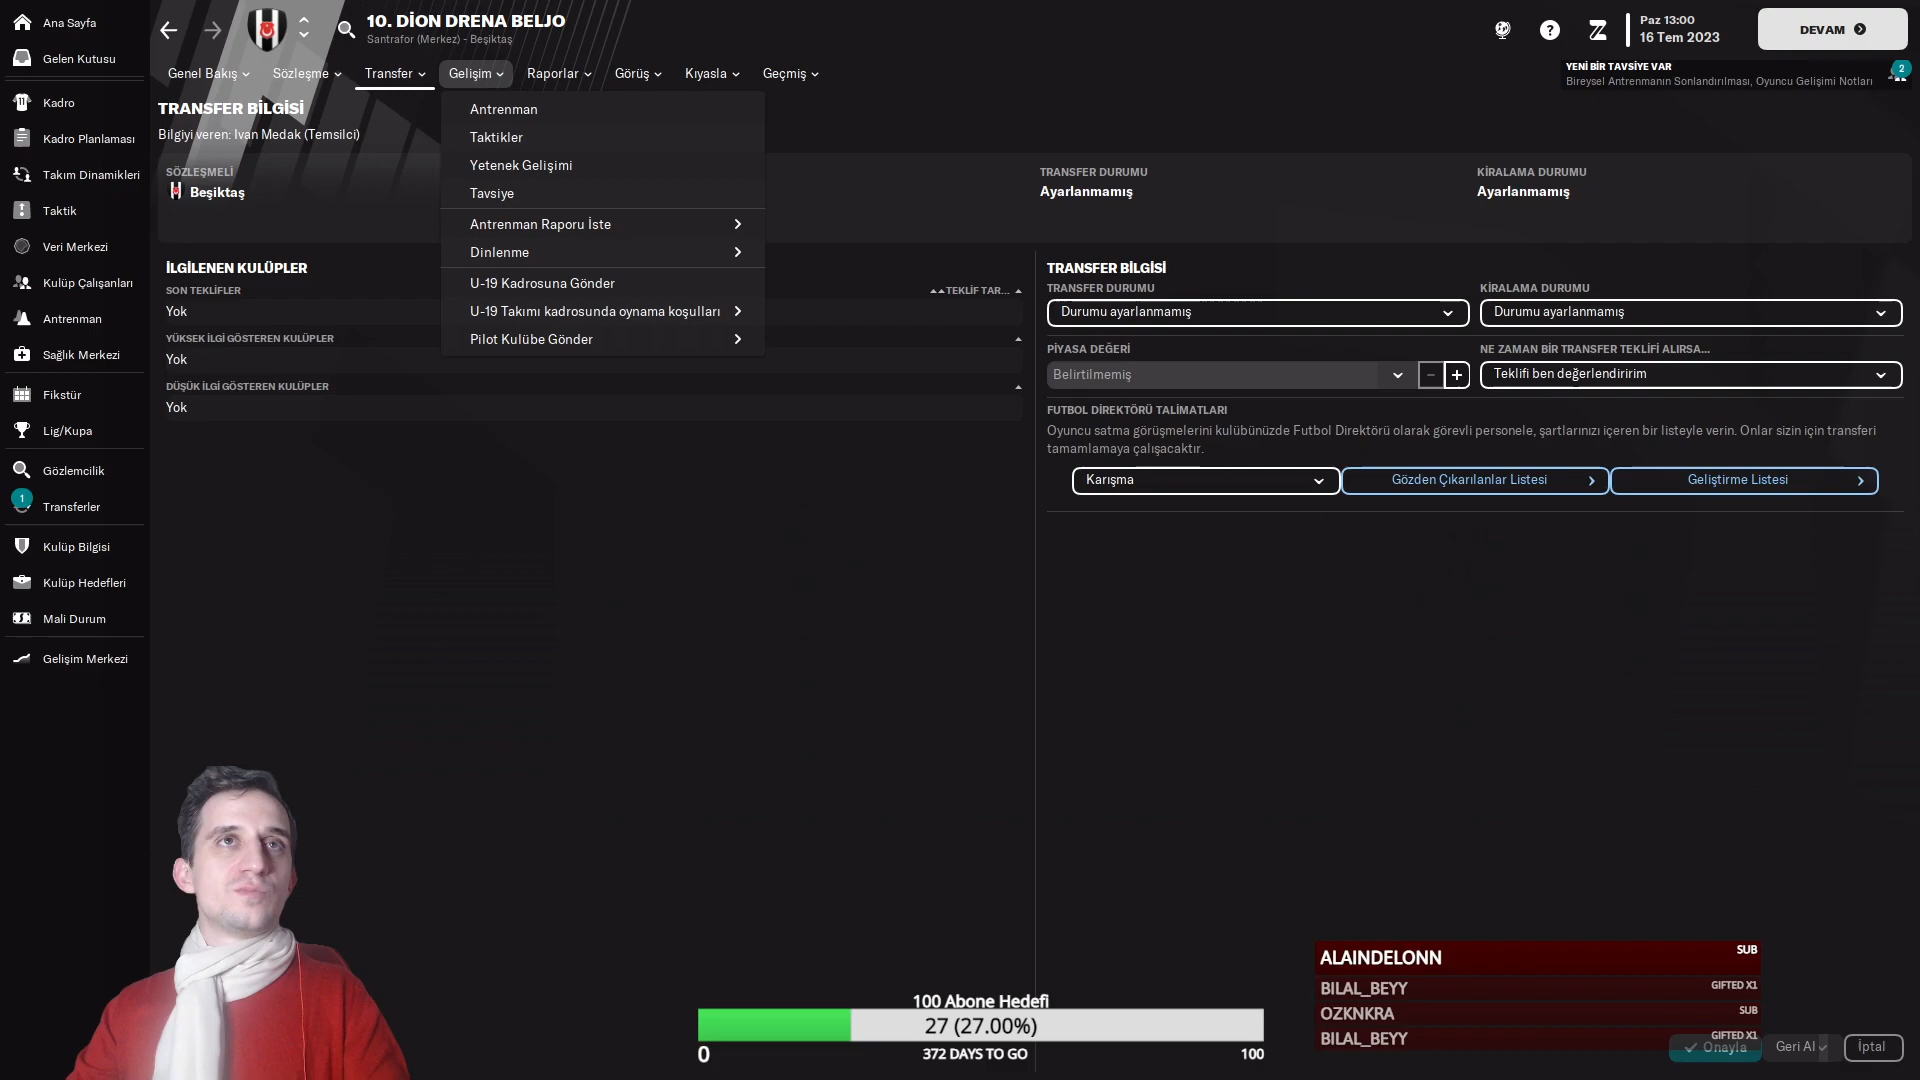 Ana Sayfa
Gelen Kutusu
Kadro
Kadro Planlaması
Takım Dinamikleri
Taktik
Veri Merkezi
Kulüp Çalışanları
Antrenman
Sağlık Merkezi
Fikstür
Lig/Kupa
Gözlemcilik
1
Transferler
Kulüp Bilgisi
Kulüp Hedefleri
Mali Durum
Gelişim Merkezi
10. DİON DRENA BELJO
Santrafor (Merkez) - Beşiktaş
Paz 13:00
16 Tem 2023
DEVAM
Genel Bakış
Sözleşme
Transfer
Gelişim
Raporlar
Görüş
Kıyasla
Geçmiş
YENİ BİR TAVSİYE VAR
2
Bireysel Antrenmanın Sonlandırılması, Oyuncu Gelişimi Notları
TRANSFER BİLGİSİ
Bilgiyi veren: Ivan Medak (Temsilci)
SÖZLEŞMELİ
Beşiktaş
TRANSFER DURUMU
Ayarlanmamış
KİRALAMA DURUMU
Ayarlanmamış
Antrenman
Taktikler
Yetenek Gelişimi
Tavsiye
Antrenman Raporu İste
Dinlenme
U-19 Kadrosuna Gönder
U-19 Takımı kadrosunda oynama koşulları
Pilot Kulübe Gönder
İLGİLENEN KULÜPLER
SON TEKLİFLER
TEKLİF TAR...
Yok
YÜKSEK İLGİ GÖSTEREN KULÜPLER
Yok
DÜŞÜK İLGİ GÖSTEREN KULÜPLER
Yok
TRANSFER BİLGİSİ
TRANSFER DURUMU
KİRALAMA DURUMU
Durumu ayarlanmamış
Durumu ayarlanmamış
PİYASA DEĞERİ
NE ZAMAN BİR TRANSFER TEKLİFİ ALIRSA...
Belirtilmemiş
Teklifi ben değerlendiririm
FUTBOL DİREKTÖRÜ TALİMATLARI
Oyuncu satma görüşmelerini kulübünüzde Futbol Direktörü olarak görevli personele, şartlarınızı içeren bir listeyle verin. Onlar sizin için transferi
tamamlamaya çalışacaktır.
Karışma
Gözden Çıkarılanlar Listesi
Geliştirme Listesi
100 Abone Hedefi
27 (27.00%)
0
372 DAYS TO GO
100
ALAINDELONN SUB
BILAL_BEYY GIFTED X1
OZKNKRA SUB
BILAL_BEYY GIFTED X1
Onayla
Geri Al
İptal